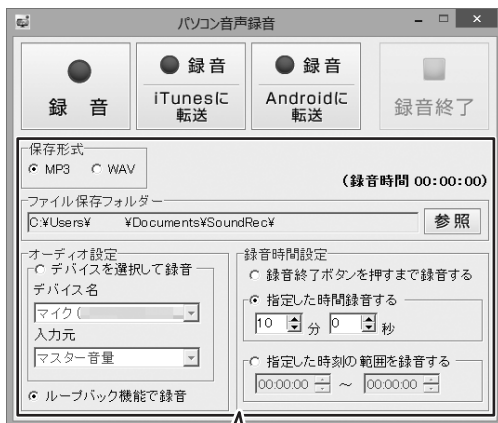 パソコン音声録音
録音
録音
iTunesに
転送
録音
Androidに
転送
録音終了
保存形式
MP3 WAV
(録音時間 00:00:00)
ファイル保存フォルダー
C:¥Users¥ ¥Documents¥SoundRec¥
参照
オーディオ設定
デバイスを選択して録音
デバイス名
マイク(
入力元
マスター音量
ループバック機能で録音
録音時間設定
録音終了ボタンを押すまで録音する
指定した時間録音する
10 分 0 秒
指定した時刻の範囲を録音する
00:00:00 ～ 00:00:00